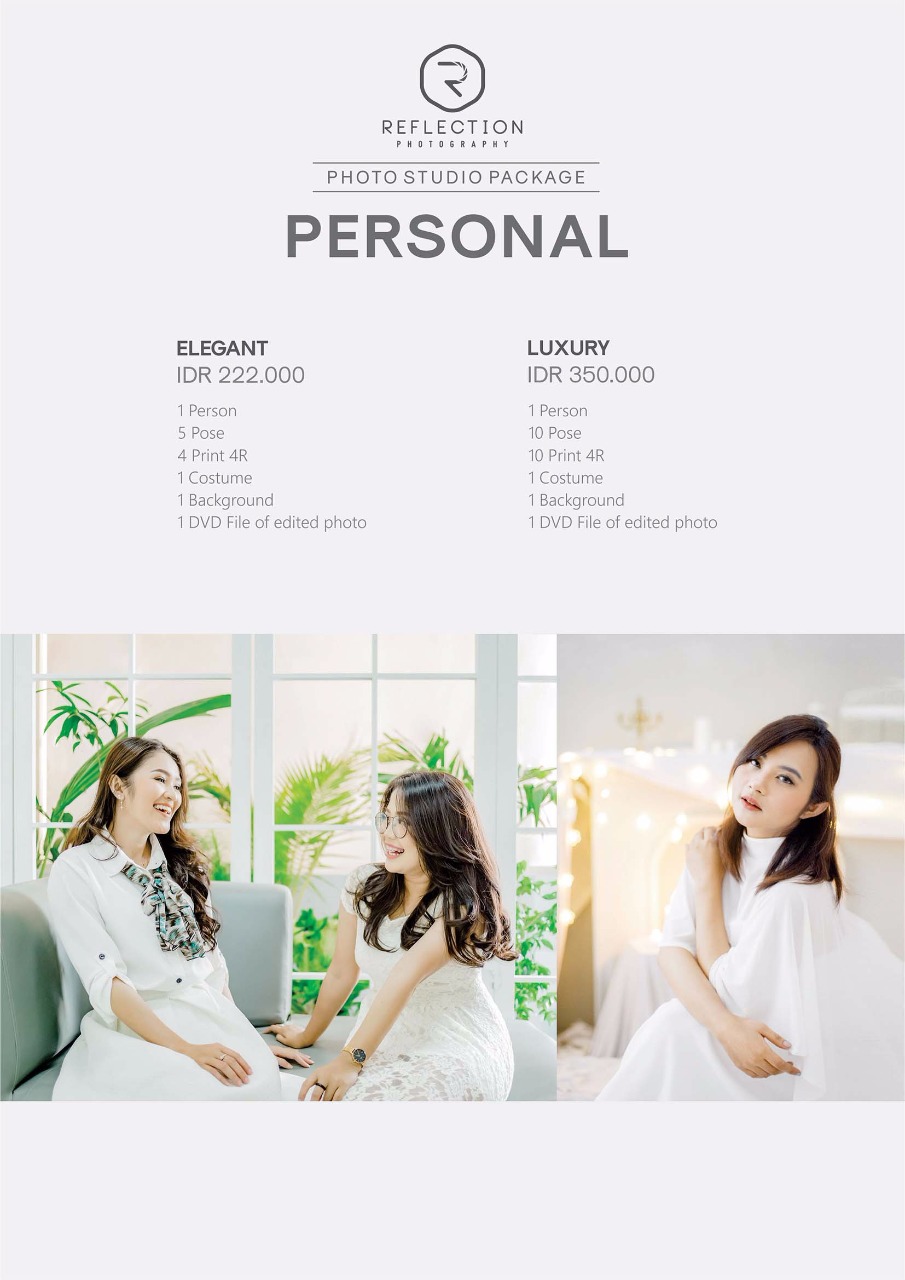 REFLECTION
PHOTOGRAPHY
PHOTO STUDIO PACKAGE
PERSONAL
ELEGANT
IDR 222.000
1 Person
5 Pose
4 Print 4R
1 Costume
1 Background
1 DVD File of edited photo
LUXURY
IDR 350.000
1 Person
10 Pose
10 Print 4R
1 Costume
1 Background
1 DVD File of edited photo